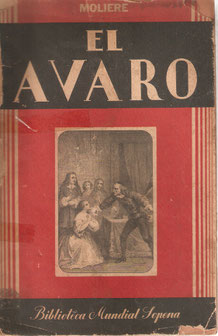 MOLIERE
EL
AVARO
Biblioteca Mundial Sopena